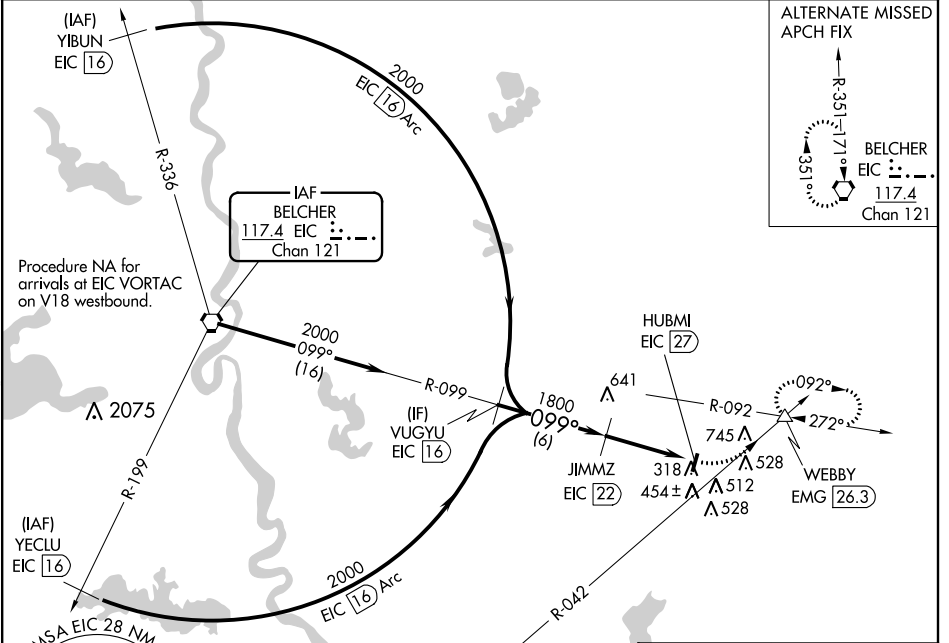 (IAF)
YIBUN
EIC 16
2000
EIC 16 Arc
ALTERNATE MISSED
APCH FIX
R-351
171°
351°
BELCHER
EIC
117.4
Chan 121
R-336
IAF
BELCHER
117.4 EIC
Chan 121
Procedure NA for
arrivals at EIC VORTAC
on V18 westbound.
2000
099°
(16)
R-099
HUBMI
EIC 27
2075
(IF)
VUGYU
EIC 16
1800
099°
(6)
641
R-092
092°
272°
745
JIMMZ
EIC 22
318
454±
528
512
528
WEBBY
EMG 26.3
R-199
(IAF)
YECLU
EIC 16
2000
EIC 16 Arc
R-042
MSA EIC 28 NM